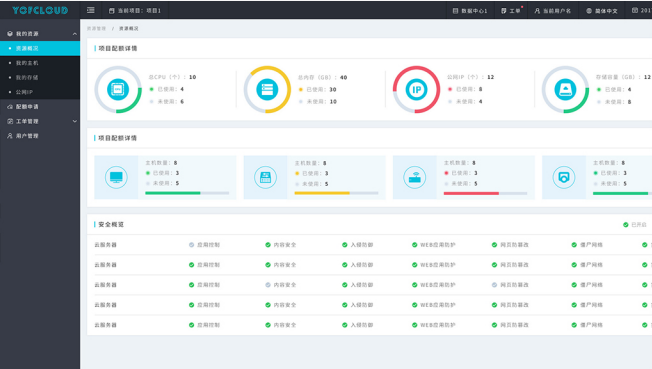 YOFCLOUD
当前项目：项目J
数据中心1
工单
当前用户名
简体中文
201
我的资源
资源概况
我的主机
我的存储
公网IP
配额申请
工单管理
用户管理
资源管理 / 资源概况
项目配额详情
总CPU（个）：10
已使用：4
未使用：6
总内存（GB）：40
已使用：30
未使用：10
公网IP（个）：12
已使用：8
未使用：4
存储容量（GB）：12
已使用：4
未使用：8
项目配额详情
主机数量：8
已使用：3
未使用：5
主机数量：8
已使用：3
未使用：5
主机数量：8
已使用：3
未使用：5
主机数量：8
已使用：3
未使用：5
安全概览 已开启
云服务器 应用控制 内容安全 入侵防御 WEB应用防护 网页防篡改 僵尸网络
云服务器 应用控制 内容安全 入侵防御 WEB应用防护 网页防篡改 僵尸网络
云服务器 应用控制 内容安全 入侵防御 WEB应用防护 网页防篡改 僵尸网络
云服务器 应用控制 内容安全 入侵防御 WEB应用防护 网页防篡改 僵尸网络
云服务器 应用控制 内容安全 入侵防御 WEB应用防护 网页防篡改 僵尸网络